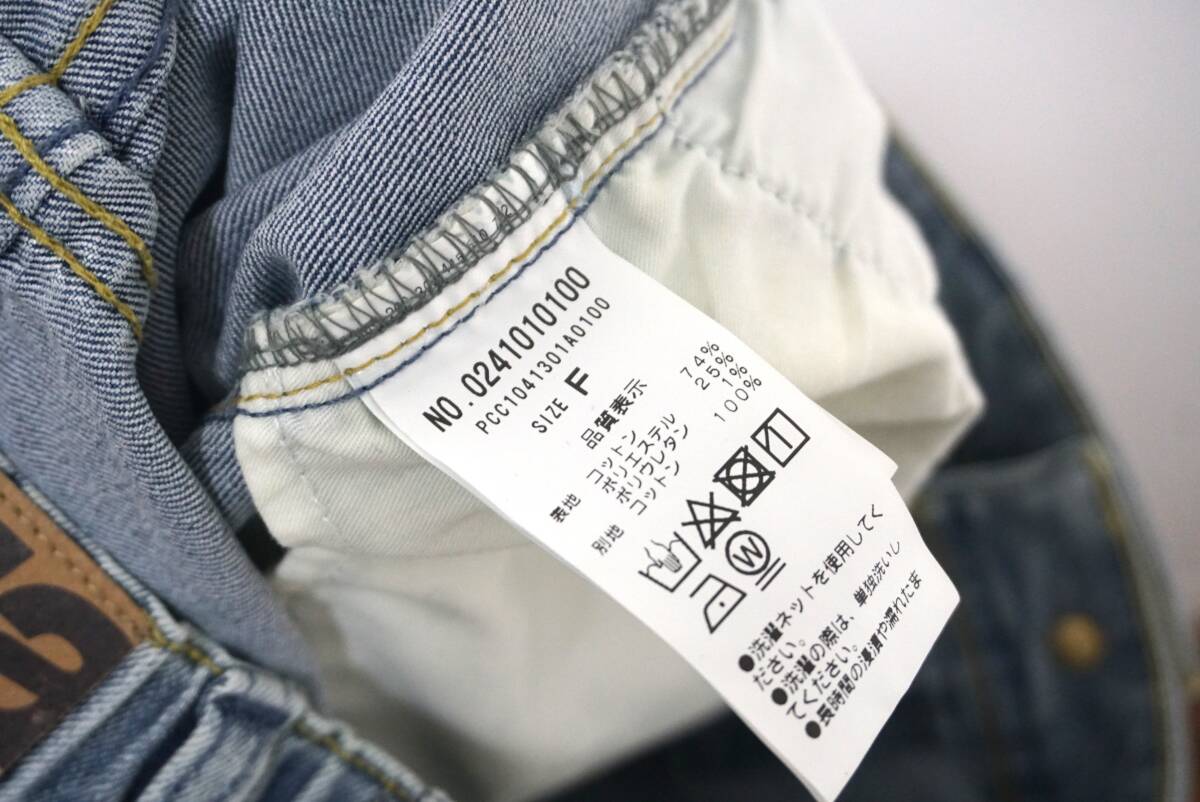 NO.0241010100
PCC1041301A0100
SIZE F
品質表示
表地 コットン 74%
ポリエステル 25%
ポリウレタン 1%
別地 コットン 100%
W
●洗濯ネットを使用してく
ださい。
●洗濯の際は、単独洗いし
てください。
●長時間の浸漬や濡れたま